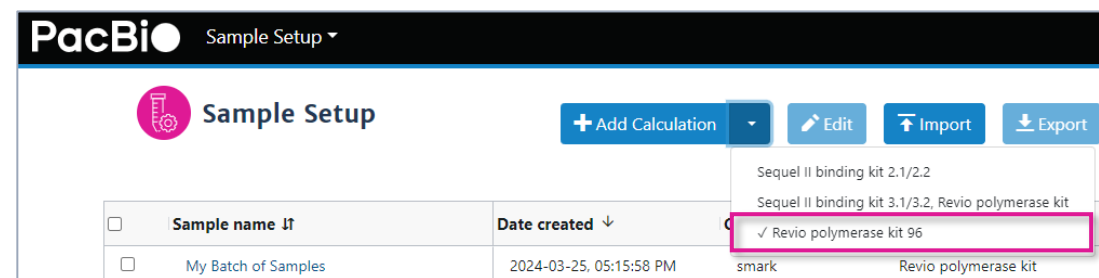 PacBio Sample Setup
Sample Setup
Add Calculation Edit Import Export
Sequel II binding kit 2.1/2.2
Sequel II binding kit 3.1/3.2, Revio polymerase kit
✓ Revio polymerase kit 96
Sample name Date created
My Batch of Samples 2024-03-25, 05:15:58 PM smark Revio polymerase kit